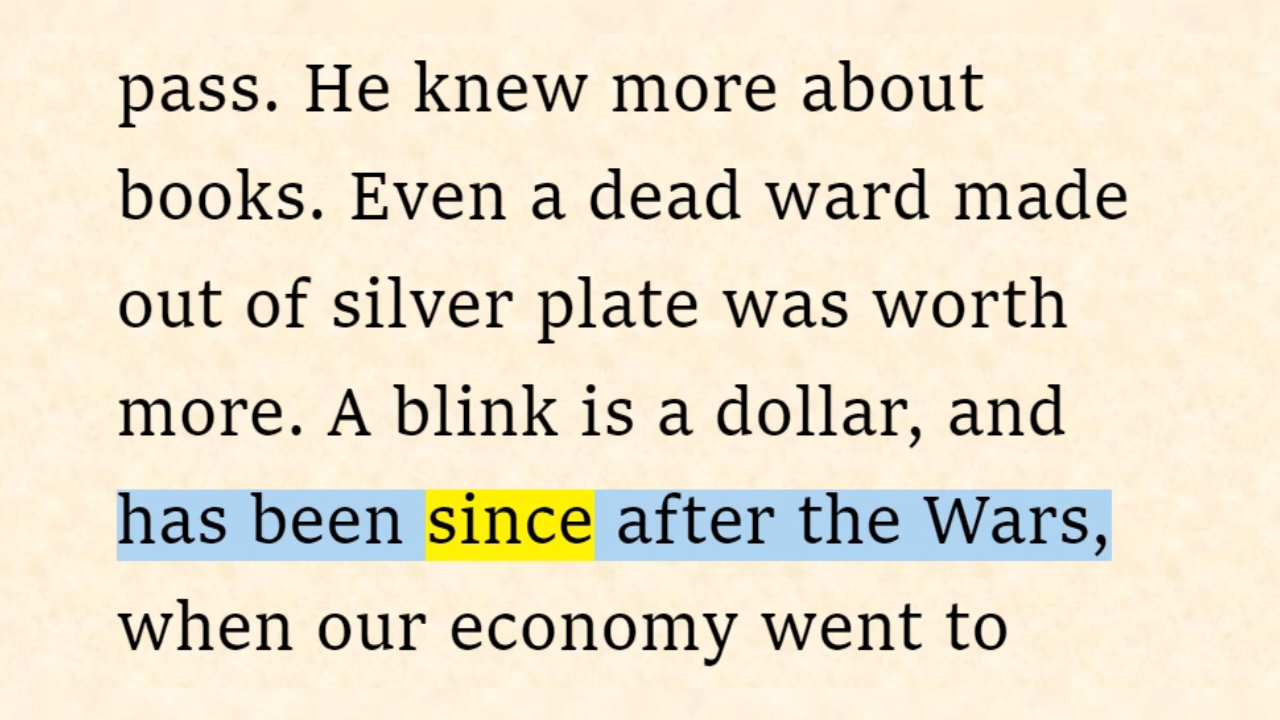 pass. He knew more about
books. Even a dead ward made
out of silver plate was worth
more. A blink is a dollar, and
has been since after the Wars,
when our economy went to